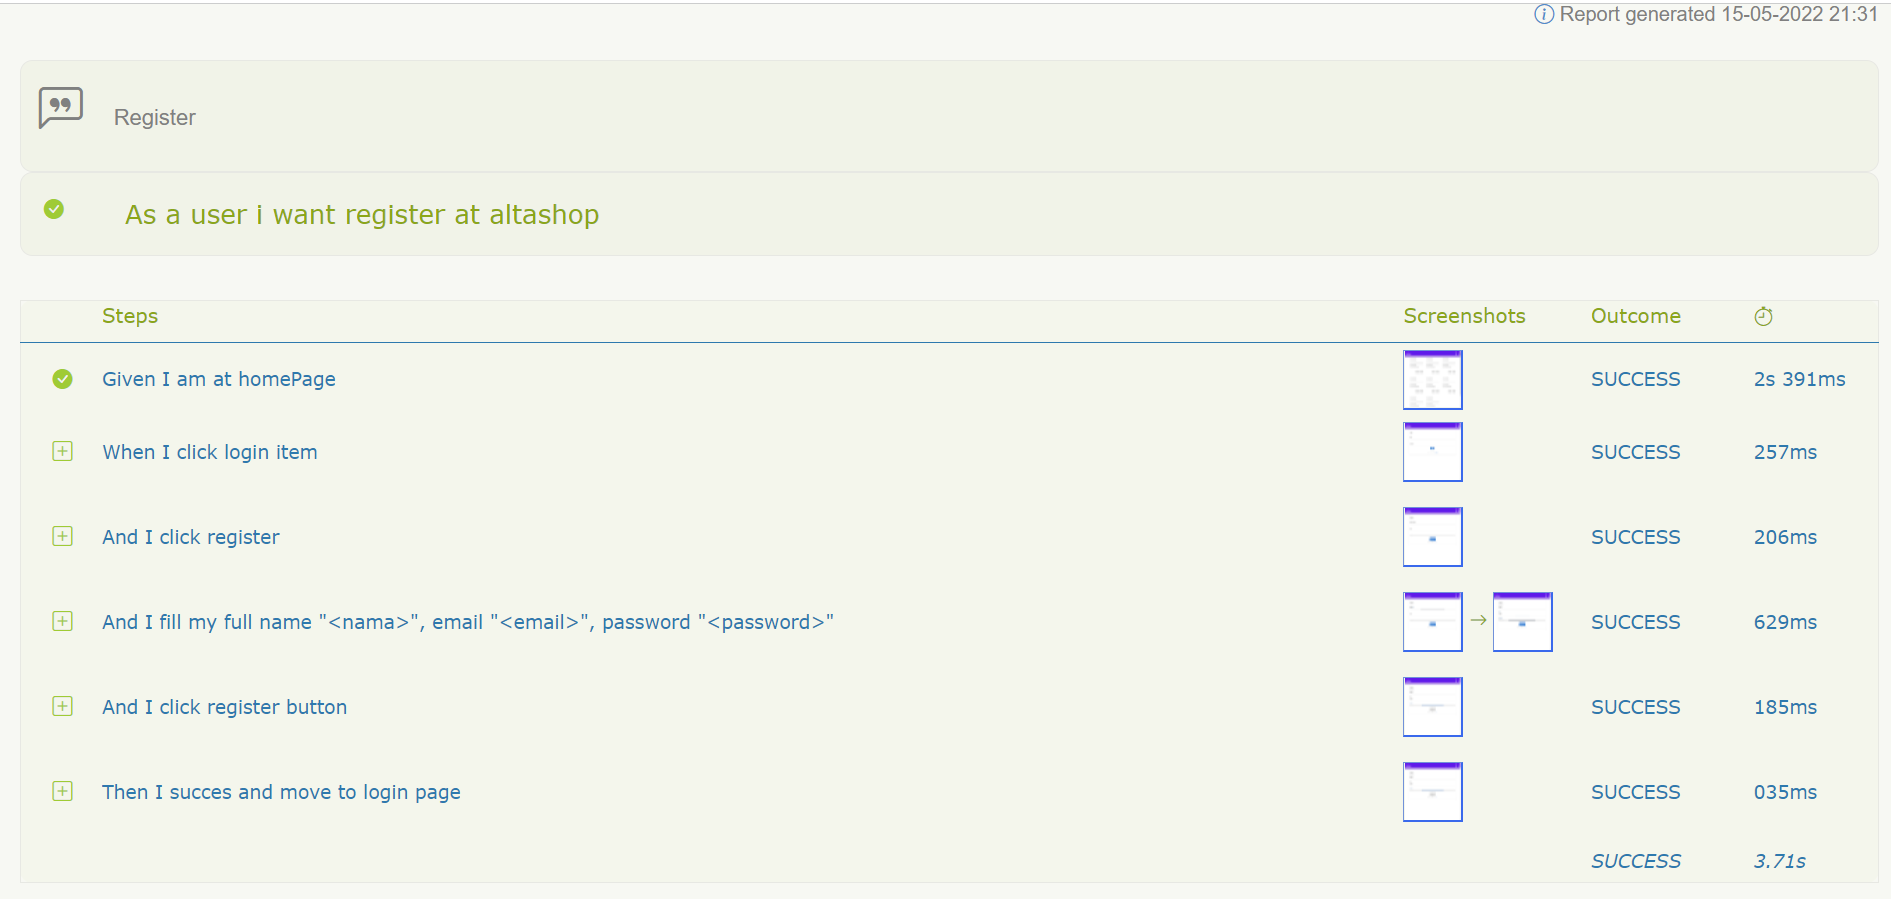 Report generated 15-05-2022 21:31
Register
As a user i want register at altashop
Steps Screenshots Outcome
Given I am at homePage SUCCESS 2s 391ms
When I click login item SUCCESS 257ms
And I click register SUCCESS 206ms
And I fill my full name "<nama>", email "<email>", password "<password>" SUCCESS 629ms
And I click register button SUCCESS 185ms
Then I succes and move to login page SUCCESS 035ms
SUCCESS 3.71s